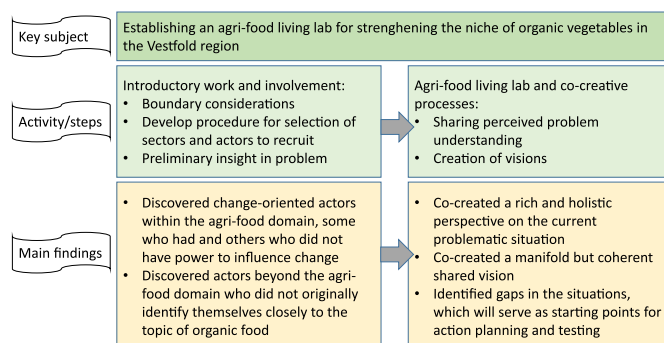 Key subject
Establishing an agri-food living lab for strengthening the niche of organic vegetables in
the Vestfold region
Activity/steps
Introductory work and involvement:
• Boundary considerations
• Develop procedure for selection of
sectors and actors to recruit
• Preliminary insight in problem
Agri-food living lab and co-creative
processes:
• Sharing perceived problem
understanding
• Creation of visions
Main findings
• Discovered change-oriented actors
within the agri-food domain, some
who had and others who did not
have power to influence change
• Discovered actors beyond the agri-
food domain who did not originally
identify themselves closely to the
topic of organic food
• Co-created a rich and holistic
perspective on the current
problematic situation
• Co-created a manifold but coherent
shared vision
• Identified gaps in the situations,
which will serve as starting points for
action planning and testing